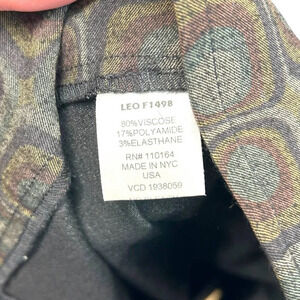 LEO F1498
80%VISCOSE
17%POLYAMIDE
3%ELASTHANE
RN# 110164
MADE IN NYC
USA
VCD 1938059